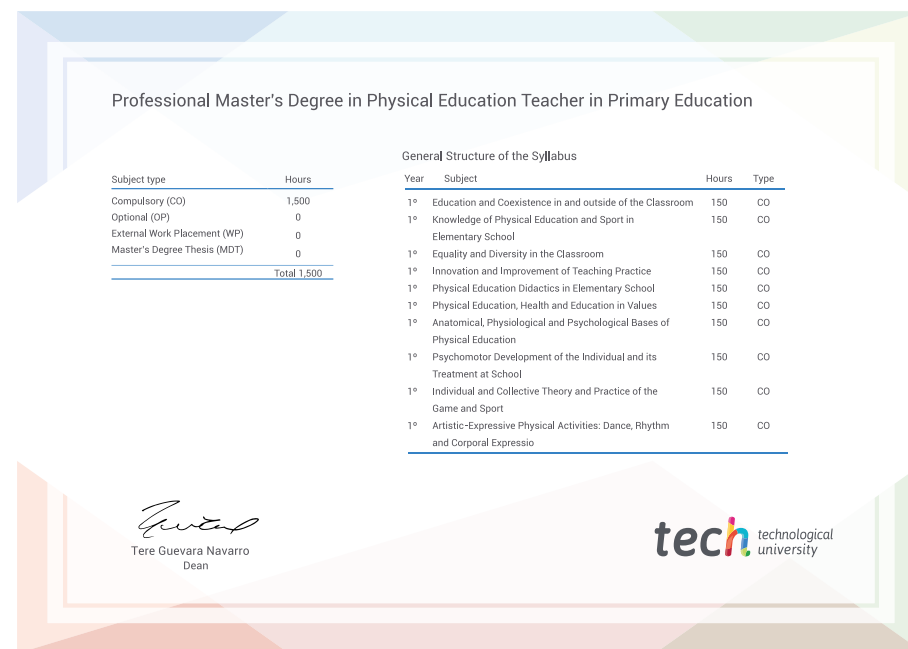 Professional Master's Degree in Physical Education Teacher in Primary Education
Subject type Hours
Compulsory (CO) 1,500
Optional (OP) 0
External Work Placement (WP) 0
Master's Degree Thesis (MDT) 0
Total 1,500
General Structure of the Syllabus
Year Subject Hours Type
1º Education and Coexistence in and outside of the Classroom 150 CO
1º Knowledge of Physical Education and Sport in 150 CO
Elementary School
1º Equality and Diversity in the Classroom 150 CO
1º Innovation and Improvement of Teaching Practice 150 CO
1º Physical Education Didactics in Elementary School 150 CO
1º Physical Education, Health and Education in Values 150 CO
1º Anatomical, Physiological and Psychological Bases of 150 CO
Physical Education
1º Psychomotor Development of the Individual and its 150 CO
Treatment at School
1º Individual and Collective Theory and Practice of the 150 CO
Game and Sport
1º Artistic-Expressive Physical Activities: Dance, Rhythm 150 CO
and Corporal Expressio
Tere Guevara Navarro
Dean
tech technological
university